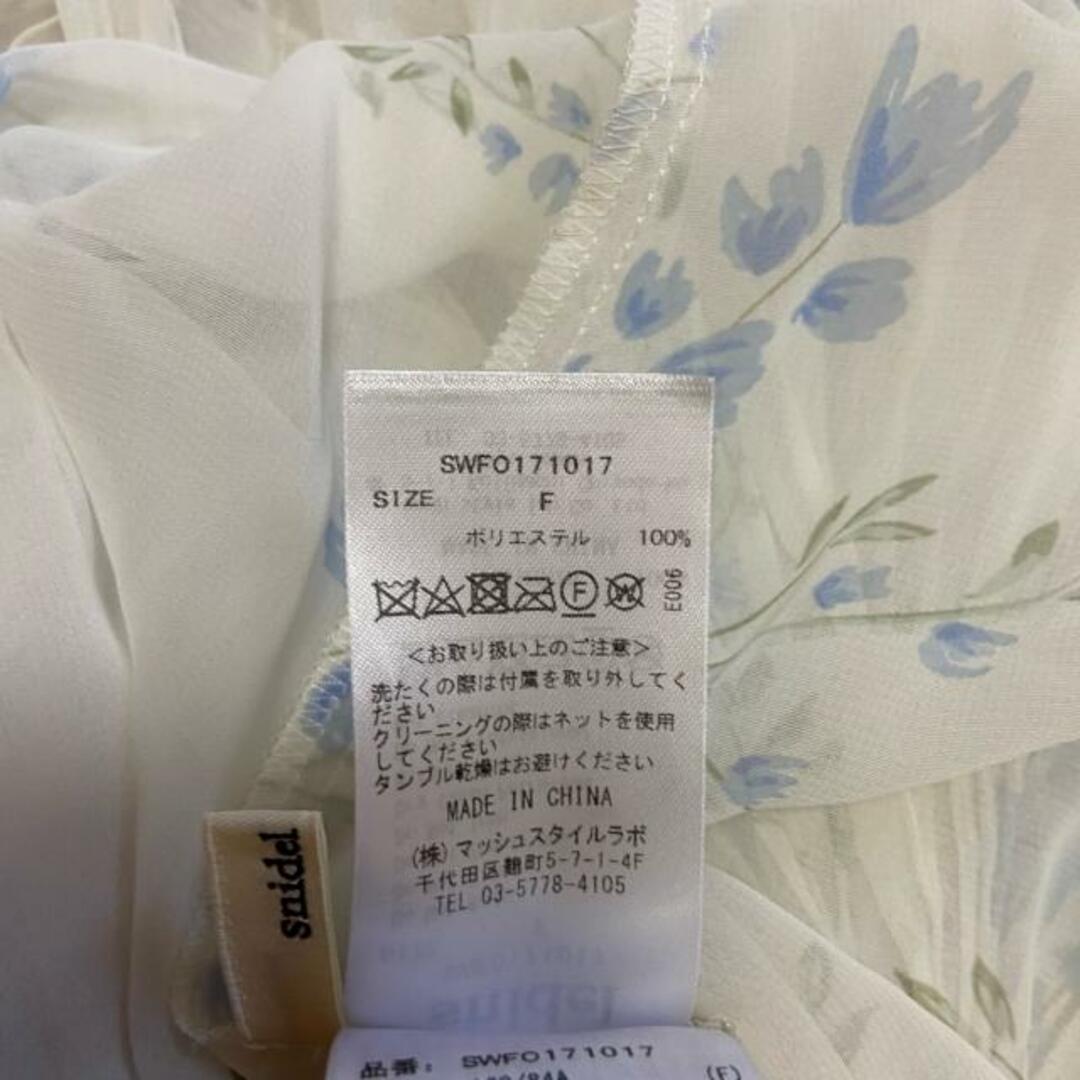 SWFO171017
SIZE F
ポリエステル 100%
F W E006
＜お取り扱い上のご注意＞
洗たくの際は付属を取り外してく
ださい
クリーニングの際はネットを使用
してください
タンブル乾燥はお避けください
MADE IN CHINA
(株)マッシュスタイルラボ
千代田区麹町5-7-1-4F
TEL 03-5778-4105
snidel
品番: SWFO171017
(F)